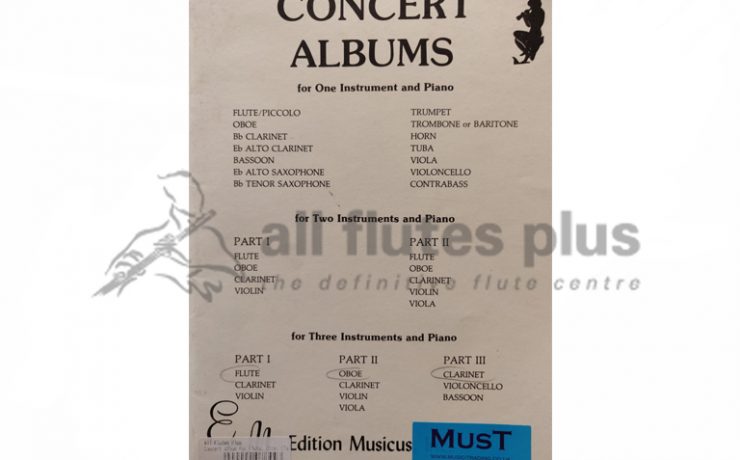 CONCERT
ALBUMS
for One Instrument and Piano
FLUTE/PICCOLO
OBOE
Bb CLARINET
Eb ALTO CLARINET
BASSOON
Eb ALTO SAXOPHONE
Bb TENOR SAXOPHONE
TRUMPET
TROMBONE or BARITONE
HORN
TUBA
VIOLA
VIOLONCELLO
CONTRABASS
for Two Instruments and Piano
PART I
FLUTE
OBOE
CLARINET
VIOLIN
PART II
FLUTE
OBOE
CLARINET
VIOLIN
VIOLA
all flutes plus
the definitive flute centre
for Three Instruments and Piano
PART I
FLUTE
CLARINET
VIOLIN
PART II
OBOE
CLARINET
VIOLIN
VIOLA
PART III
CLARINET
VIOLONCELLO
BASSOON
Edition Musicus
MusT
All Flutes Plus